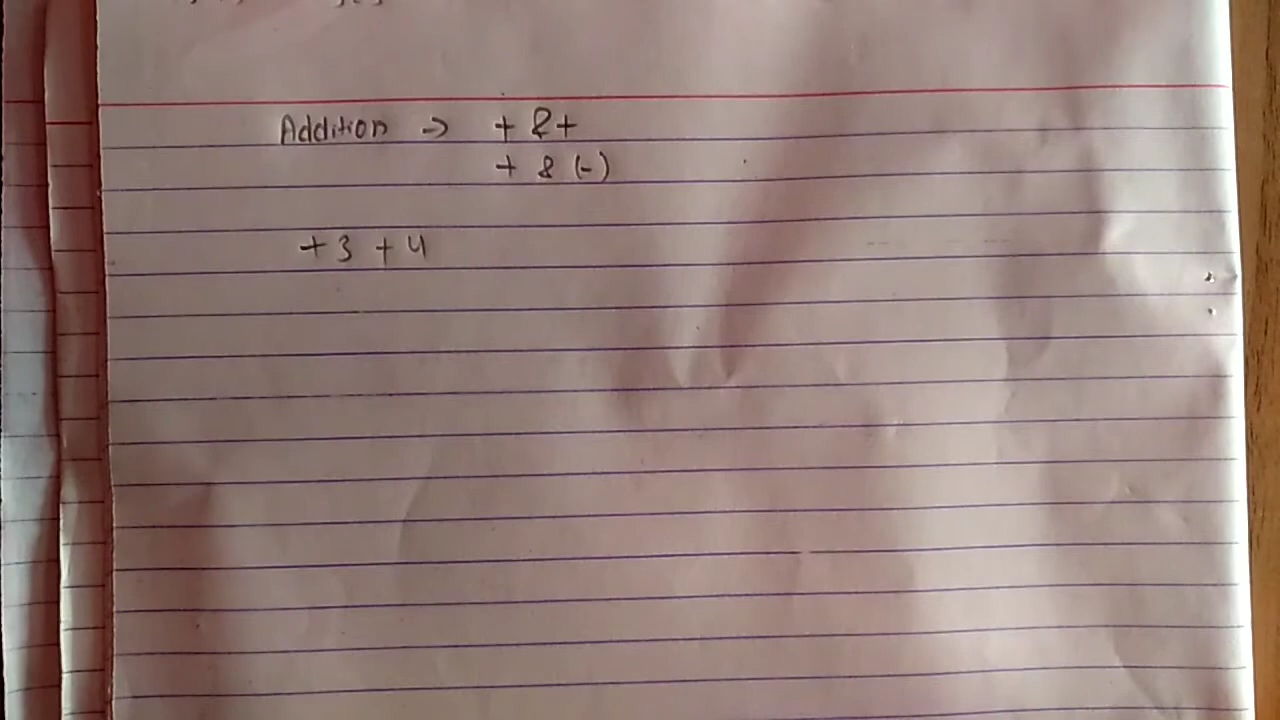 Addition → + & +
+ & (-)
+3 +4